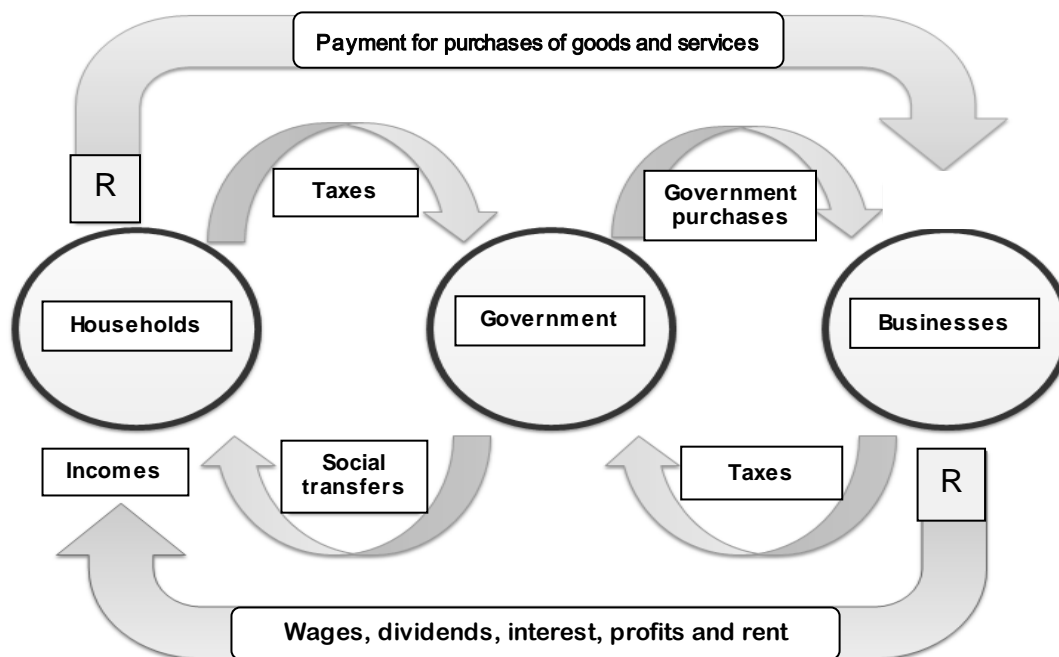 Payment for purchases of goods and services
R
Taxes
Government
purchases
Households
Government
Businesses
Incomes
Social
transfers
Taxes
R
Wages, dividends, interest, profits and rent